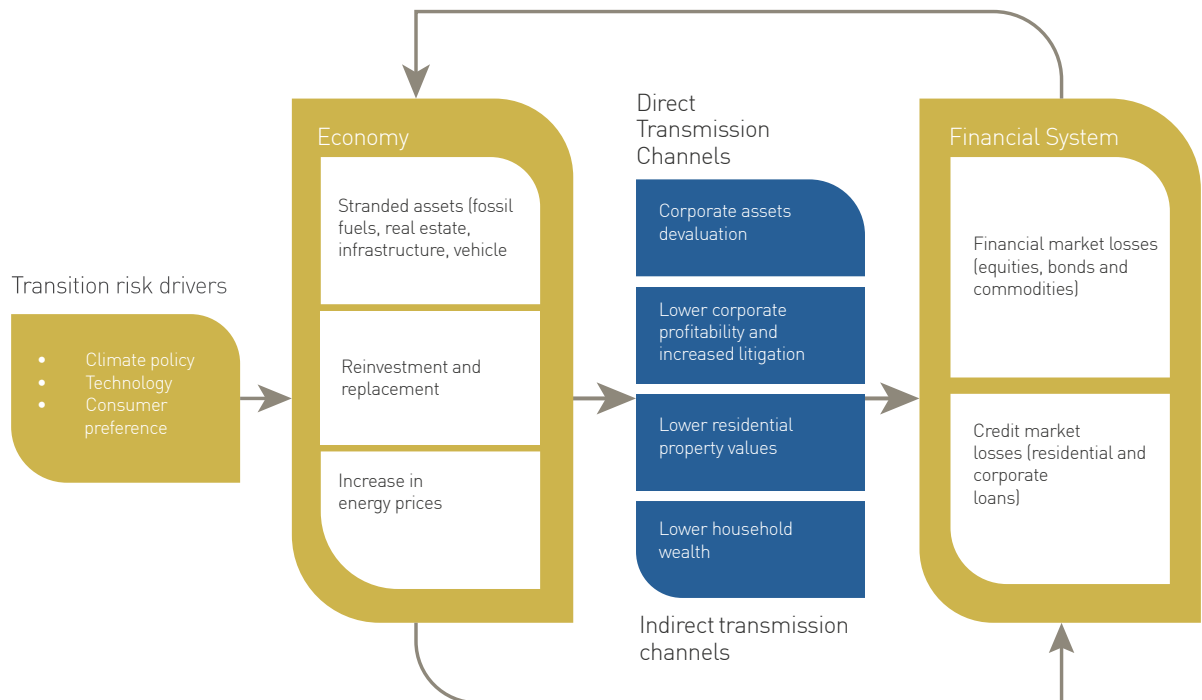 Transition risk drivers
• Climate policy
• Technology
• Consumer
preference
Economy
Stranded assets (fossil
fuels, real estate,
infrastructure, vehicle
Reinvestment and
replacement
Increase in
energy prices
Direct
Transmission
Channels
Corporate assets
devaluation
Lower corporate
profitability and
increased litigation
Lower residential
property values
Lower household
wealth
Indirect transmission
channels
Financial System
Financial market losses
(equities, bonds and
commodities)
Credit market
losses (residential and
corporate
loans)